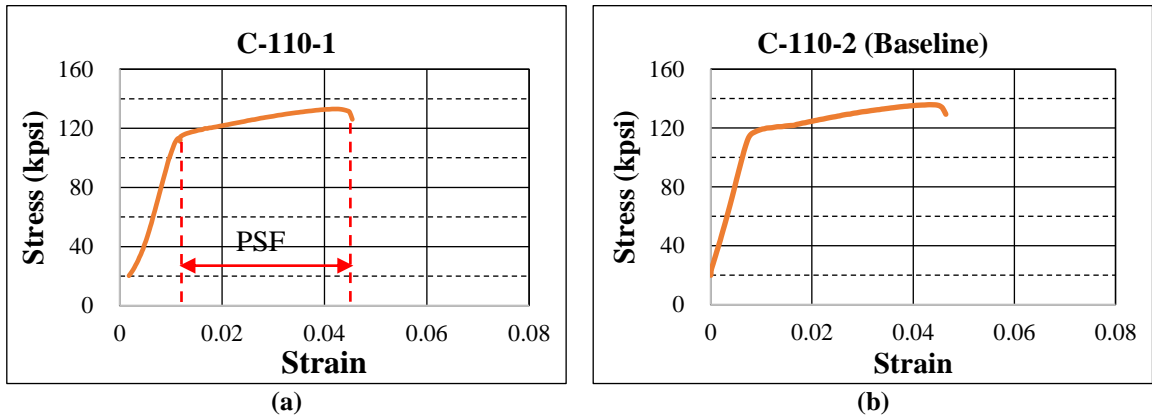 C-110-1
160
120
80
40
0
Stress (kpsi)
PSF
0 0.02 0.04 0.06 0.08
Strain
(a)
C-110-2 (Baseline)
160
120
80
40
0
Stress (kpsi)
0 0.02 0.04 0.06 0.08
Strain
(b)